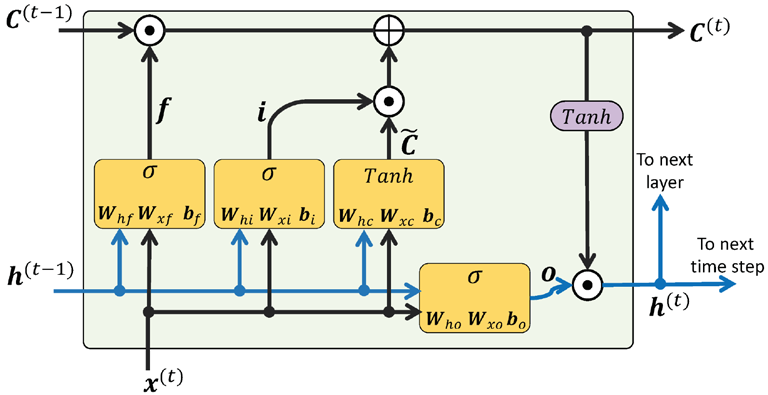 C^(t−1)
C^(t)
f
i
C̃
Tanh
σ
W_hf W_xf b_f
σ
W_hi W_xi b_i
Tanh
W_hc W_xc b_c
To next
layer
To next
time step
h^(t−1)
σ
W_ho W_xo b_o
o
h^(t)
x^(t)